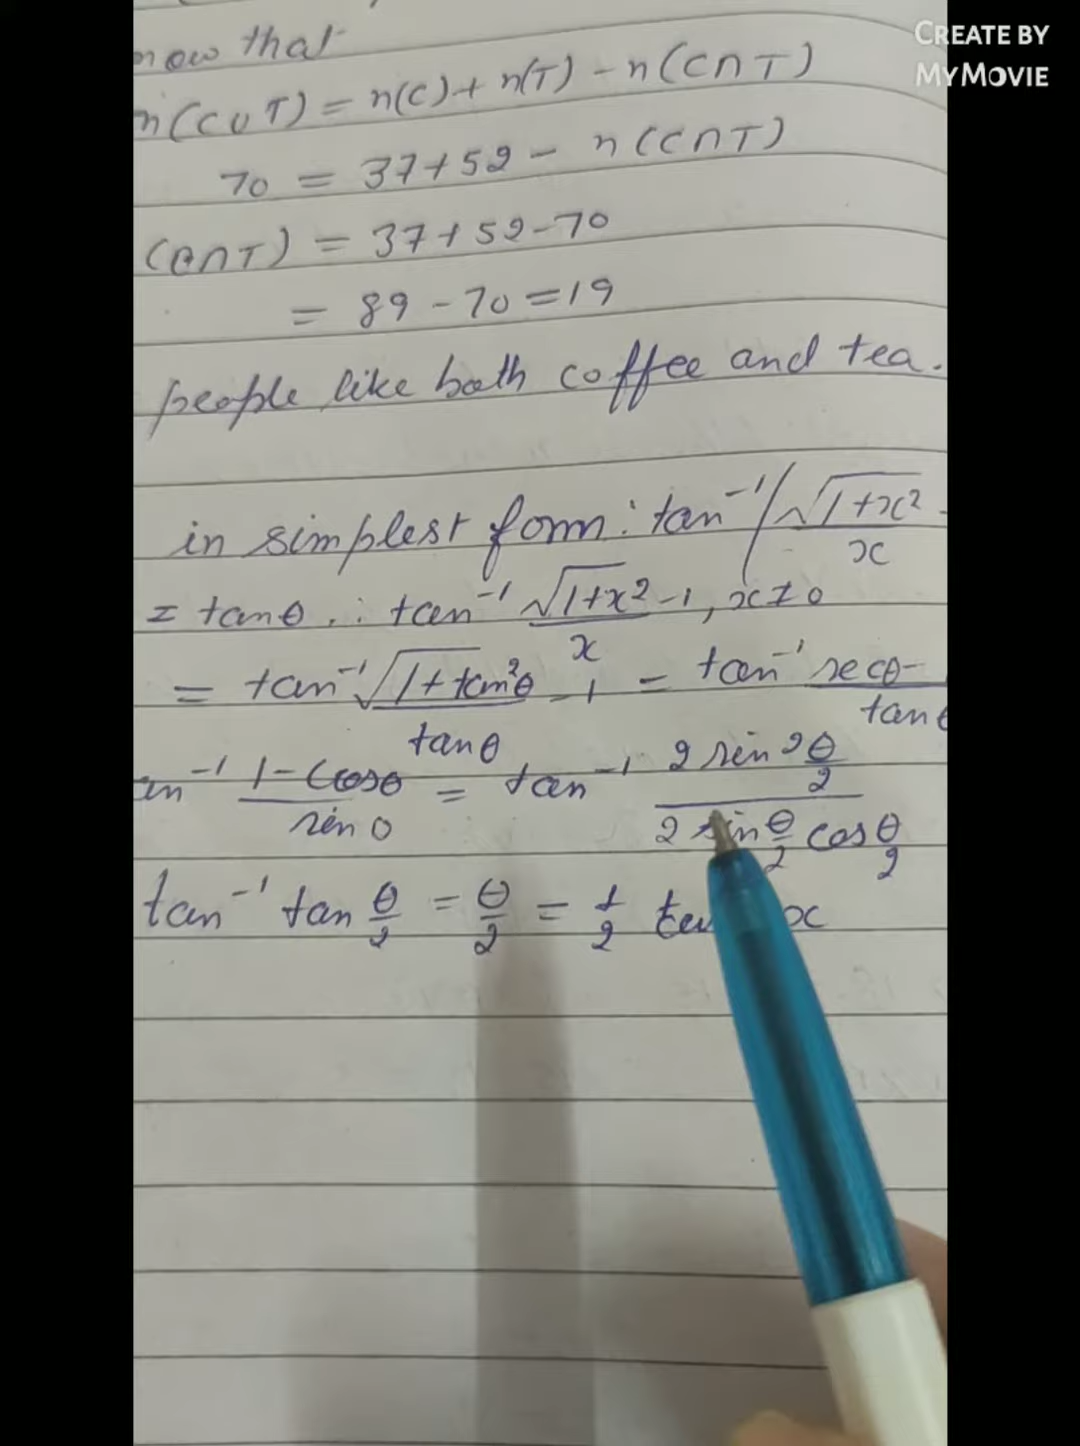 CREATE BY
MYMOVIE
now that
n(C∪T) = n(C) + n(T) - n(C∩T)
70 = 37+52 - n(C∩T)
(C∩T) = 37+52-70
= 89 - 70 = 19
people like both coffee and tea.
in simplest form: tan⁻¹(√1+x² / x
= tanθ ∴ tan⁻¹ √1+x² -1 / x, x≠0
= tan⁻¹ √1+tan²θ - 1 / tanθ = tan⁻¹ secθ- / tanθ
an⁻¹ 1-cosθ / sinθ = tan⁻¹ 2 sin² θ/2 / 2 sin θ/2 cos θ/2
tan⁻¹ tan θ/2 = θ/2 = 1/2 x